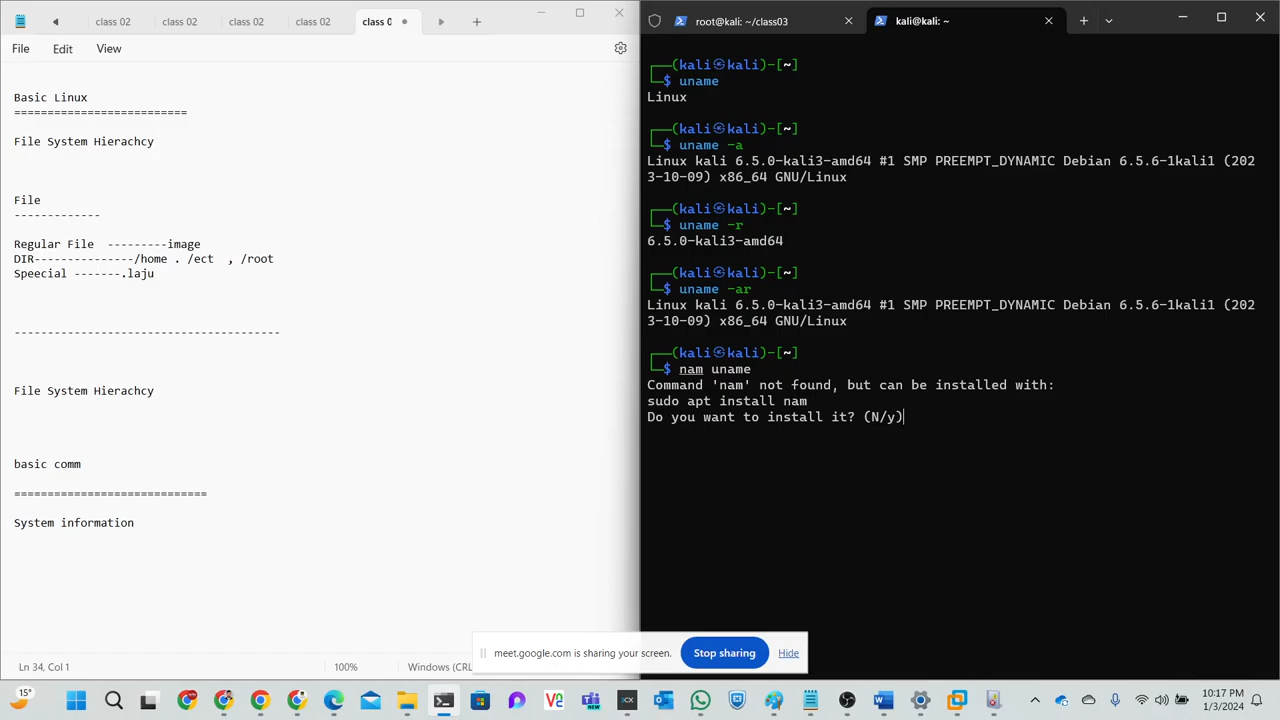 class 02
class 02
class 02
class 02
class 0
File Edit View
Basic Linux
==========================
File System Hierachcy
File
-------------
Regular File ---------image
DIR---------------/home . /ect , /root
Speecial -------.laju
----------------------------------------
File System Hierachcy
basic comm
=============================
System information
Ln 34, Col 1
100%
Windows (CRL
root@kali: ~/class03
kali@kali: ~
┌──(kali㉿kali)-[~]
└─$ uname
Linux
┌──(kali㉿kali)-[~]
└─$ uname -a
Linux kali 6.5.0-kali3-amd64 #1 SMP PREEMPT_DYNAMIC Debian 6.5.6-1kali1 (202
3-10-09) x86_64 GNU/Linux
┌──(kali㉿kali)-[~]
└─$ uname -r
6.5.0-kali3-amd64
┌──(kali㉿kali)-[~]
└─$ uname -ar
Linux kali 6.5.0-kali3-amd64 #1 SMP PREEMPT_DYNAMIC Debian 6.5.6-1kali1 (202
3-10-09) x86_64 GNU/Linux
┌──(kali㉿kali)-[~]
└─$ nam uname
Command 'nam' not found, but can be installed with:
sudo apt install nam
Do you want to install it? (N/y)
meet.google.com is sharing your screen.
Stop sharing
Hide
15°
10:17 PM
1/3/2024